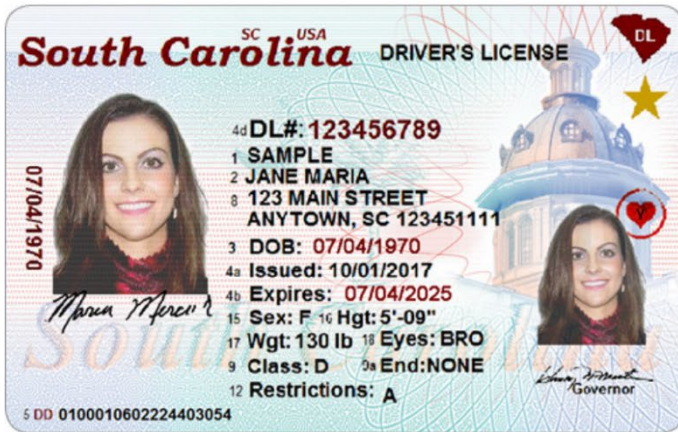 SC USA
South Carolina DRIVER'S LICENSE
DL
4d DL#: 123456789
1 SAMPLE
2 JANE MARIA
8 123 MAIN STREET
ANYTOWN, SC 123451111
07/04/1970
3 DOB: 07/04/1970
4a Issued: 10/01/2017
4b Expires: 07/04/2025
15 Sex: F 16 Hgt: 5'-09"
17 Wgt: 130 lb 18 Eyes: BRO
9 Class: D 9a End:NONE
12 Restrictions: A
Governor
South Carolina
5 DD 0100010602224403054